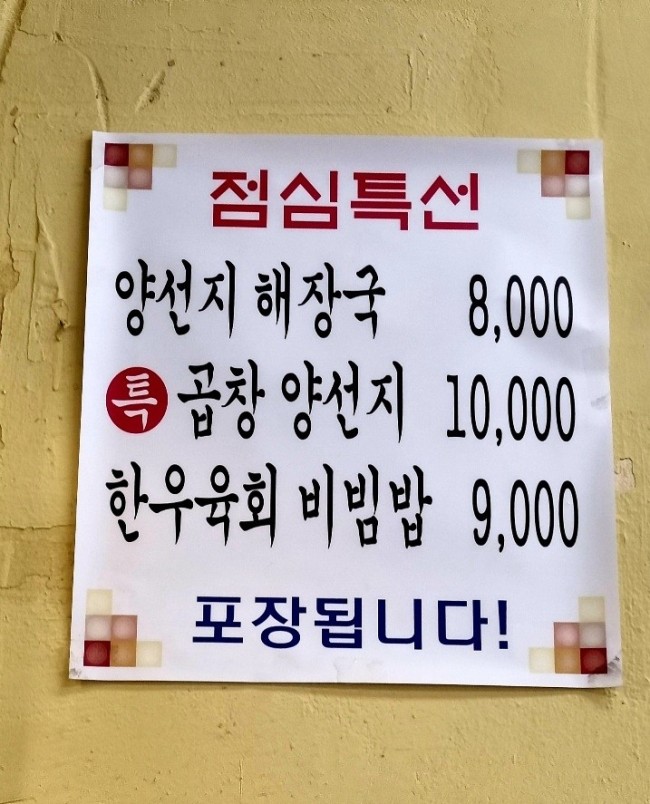 점심특선
양선지 해장국 8,000
특 곱창 양선지 10,000
한우육회 비빔밥 9,000
포장됩니다!